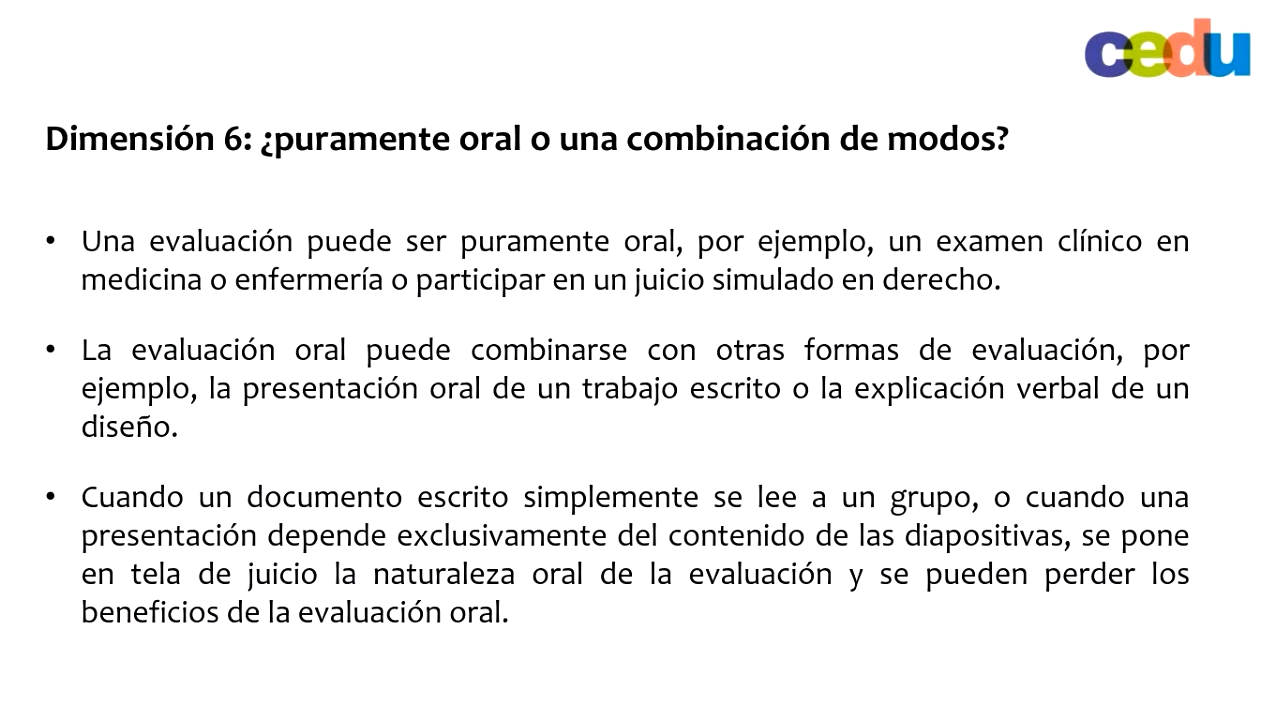 cedu
Dimensión 6: ¿puramente oral o una combinación de modos?
• Una evaluación puede ser puramente oral, por ejemplo, un examen clínico en
medicina o enfermería o participar en un juicio simulado en derecho.
• La evaluación oral puede combinarse con otras formas de evaluación, por
ejemplo, la presentación oral de un trabajo escrito o la explicación verbal de un
diseño.
• Cuando un documento escrito simplemente se lee a un grupo, o cuando una
presentación depende exclusivamente del contenido de las diapositivas, se pone
en tela de juicio la naturaleza oral de la evaluación y se pueden perder los
beneficios de la evaluación oral.